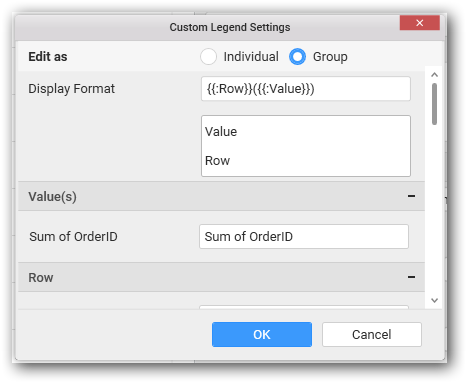 Custom Legend Settings
Edit as Individual Group
Display Format {{:Row}}({{:Value}})
Value
Row
Value(s)
Sum of OrderID Sum of OrderID
Row
OK Cancel